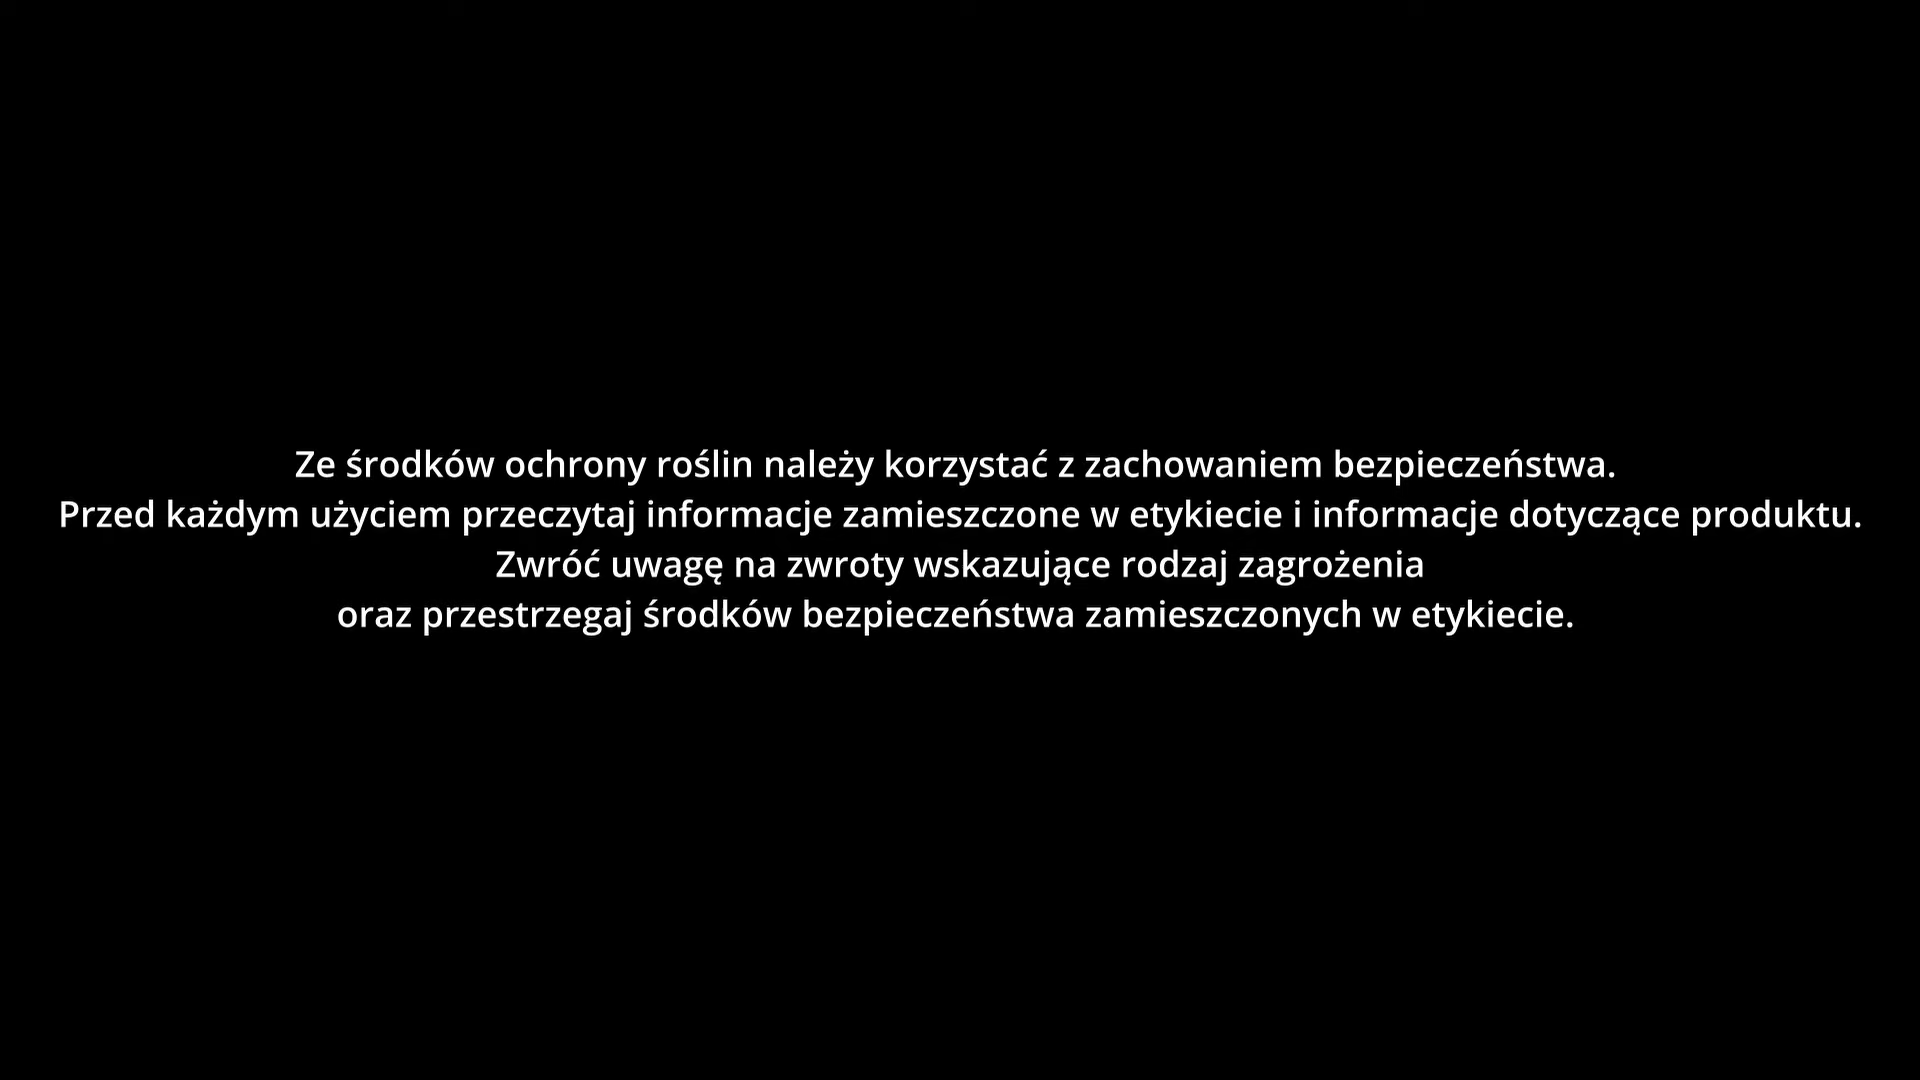 Ze środków ochrony roślin należy korzystać z zachowaniem bezpieczeństwa.
Przed każdym użyciem przeczytaj informacje zamieszczone w etykiecie i informacje dotyczące produktu.
Zwróć uwagę na zwroty wskazujące rodzaj zagrożenia
oraz przestrzegaj środków bezpieczeństwa zamieszczonych w etykiecie.